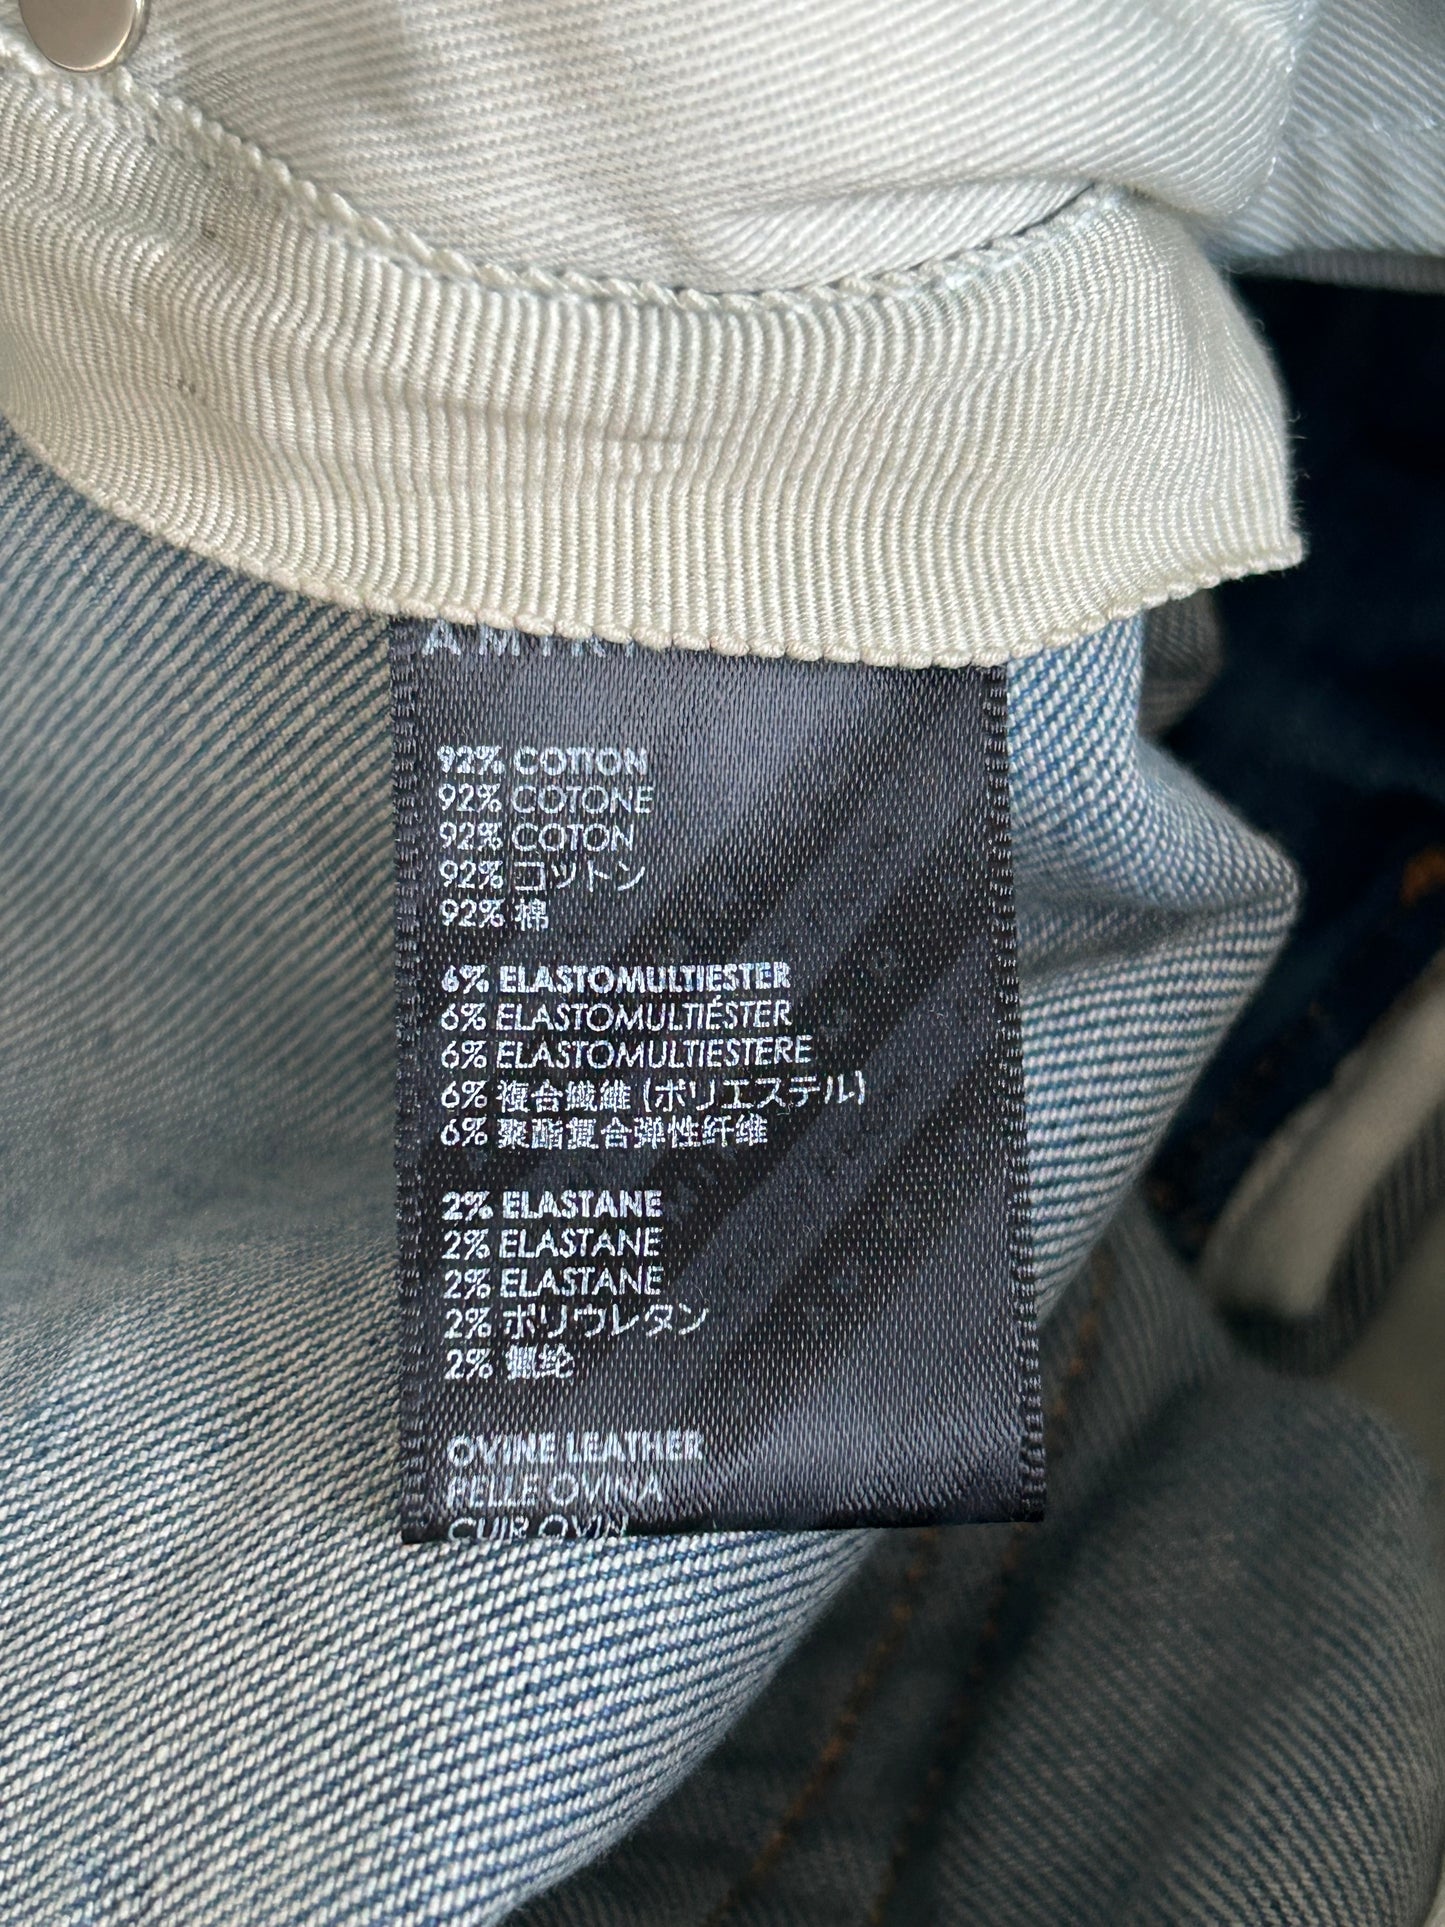 AMIRI
92% COTTON
92% COTONE
92% COTON
92% コットン
92% 棉
6% ELASTOMULTIESTER
6% ELASTOMULTIÉSTER
6% ELASTOMULTIESTERE
6% 複合繊維 (ポリエステル)
6% 聚酯复合弹性纤维
2% ELASTANE
2% ELASTANE
2% ELASTANE
2% ポリウレタン
2% 氨纶
OVINE LEATHER
PELLE OVINA
CUIR OVIN